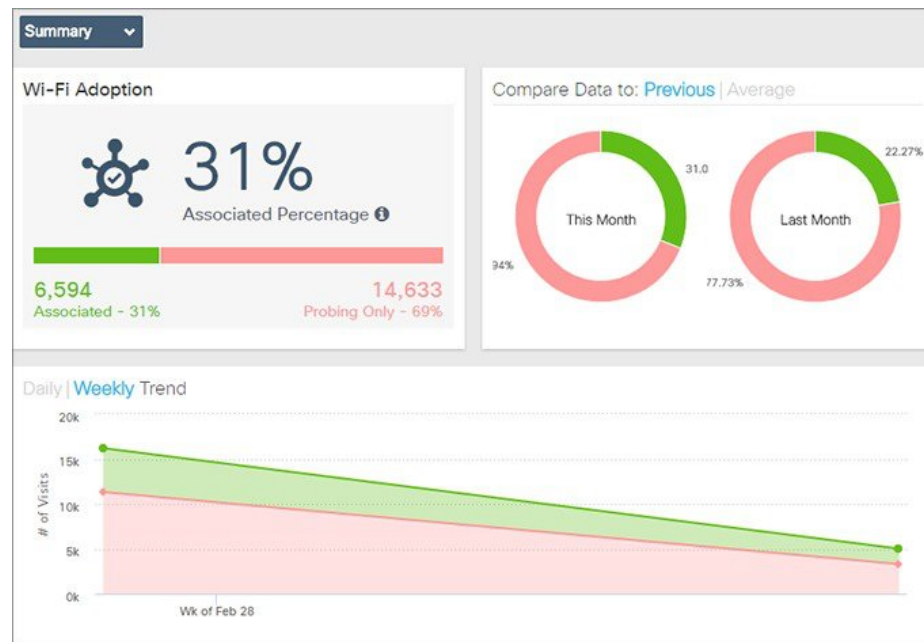 Summary
Wi-Fi Adoption
31%
Associated Percentage
6,594
Associated - 31%
14,633
Probing Only - 69%
Compare Data to: Previous | Average
31.0
This Month
94%
22.27%
Last Month
77.73%
Daily | Weekly Trend
# of Visits
20k
15k
10k
5k
0k
Wk of Feb 28